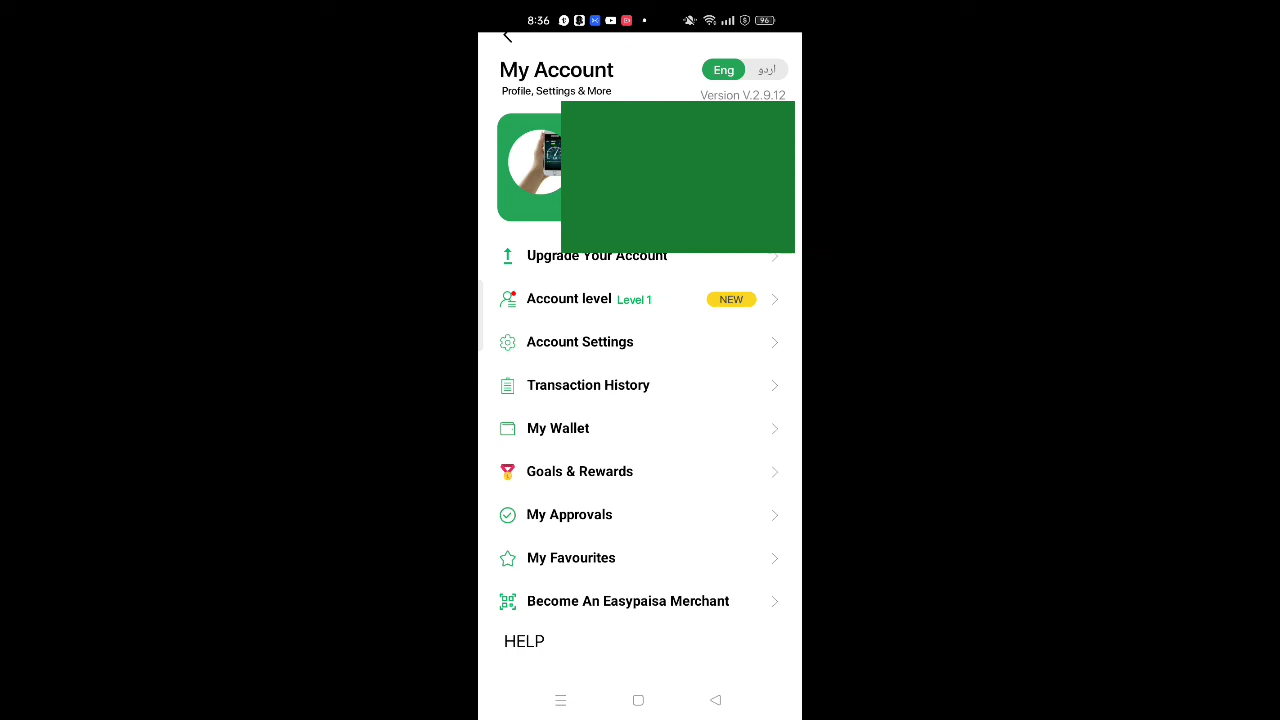 8:36
96
My Account
Eng
اردو
Profile, Settings & More
Version V.2.9.12
Upgrade Your Account
Account level Level 1
NEW
Account Settings
Transaction History
My Wallet
Goals & Rewards
My Approvals
My Favourites
Become An Easypaisa Merchant
HELP